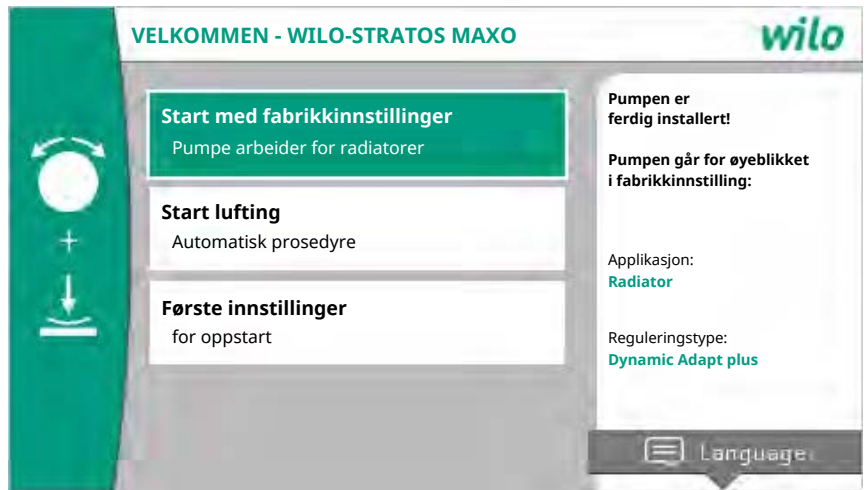 VELKOMMEN - WILO-STRATOS MAXO
wilo
Start med fabrikkinnstillinger
Pumpe arbeider for radiatorer
Start lufting
Automatisk prosedyre
Første innstillinger
for oppstart
Pumpen er
ferdig installert!
Pumpen går for øyeblikket
i fabrikkinnstilling:
Applikasjon:
Radiator
Reguleringstype:
Dynamic Adapt plus
Language